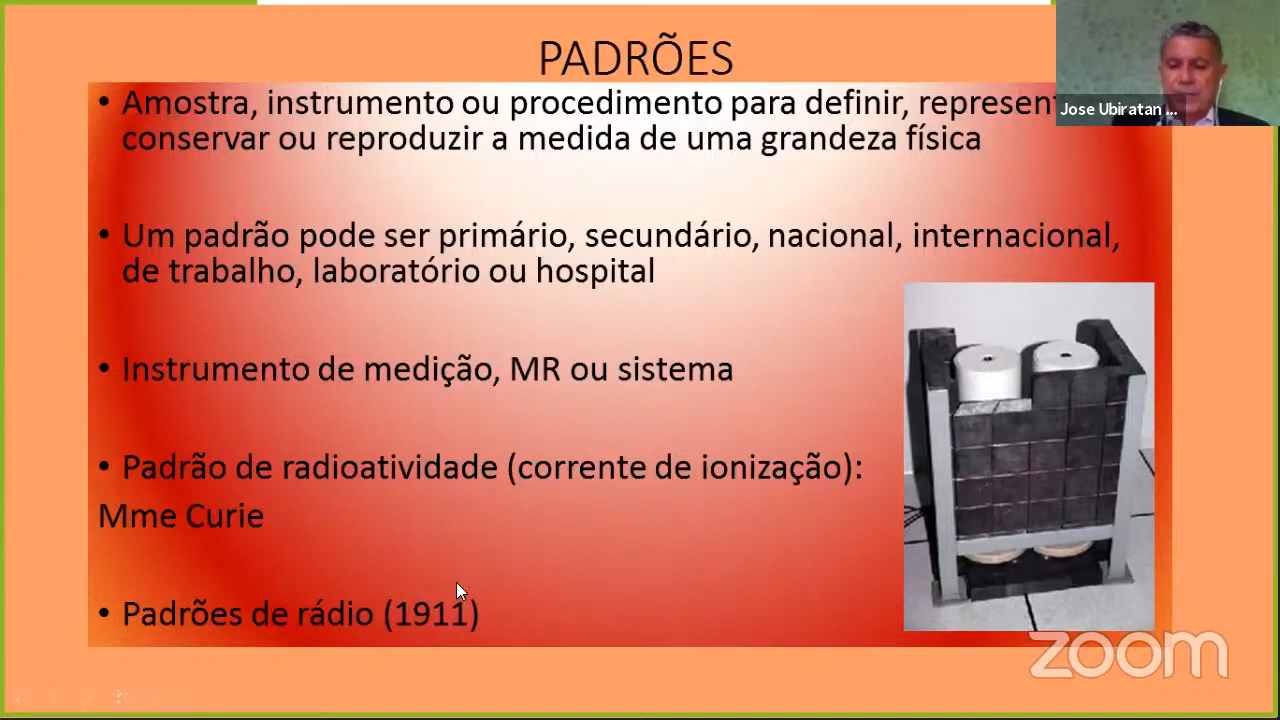 PADRÕES
• Amostra, instrumento ou procedimento para definir, represent
conservar ou reproduzir a medida de uma grandeza física
• Um padrão pode ser primário, secundário, nacional, internacional,
de trabalho, laboratório ou hospital
• Instrumento de medição, MR ou sistema
• Padrão de radioatividade (corrente de ionização):
Mme Curie
• Padrões de rádio (1911)
Jose Ubiratan ...
zoom